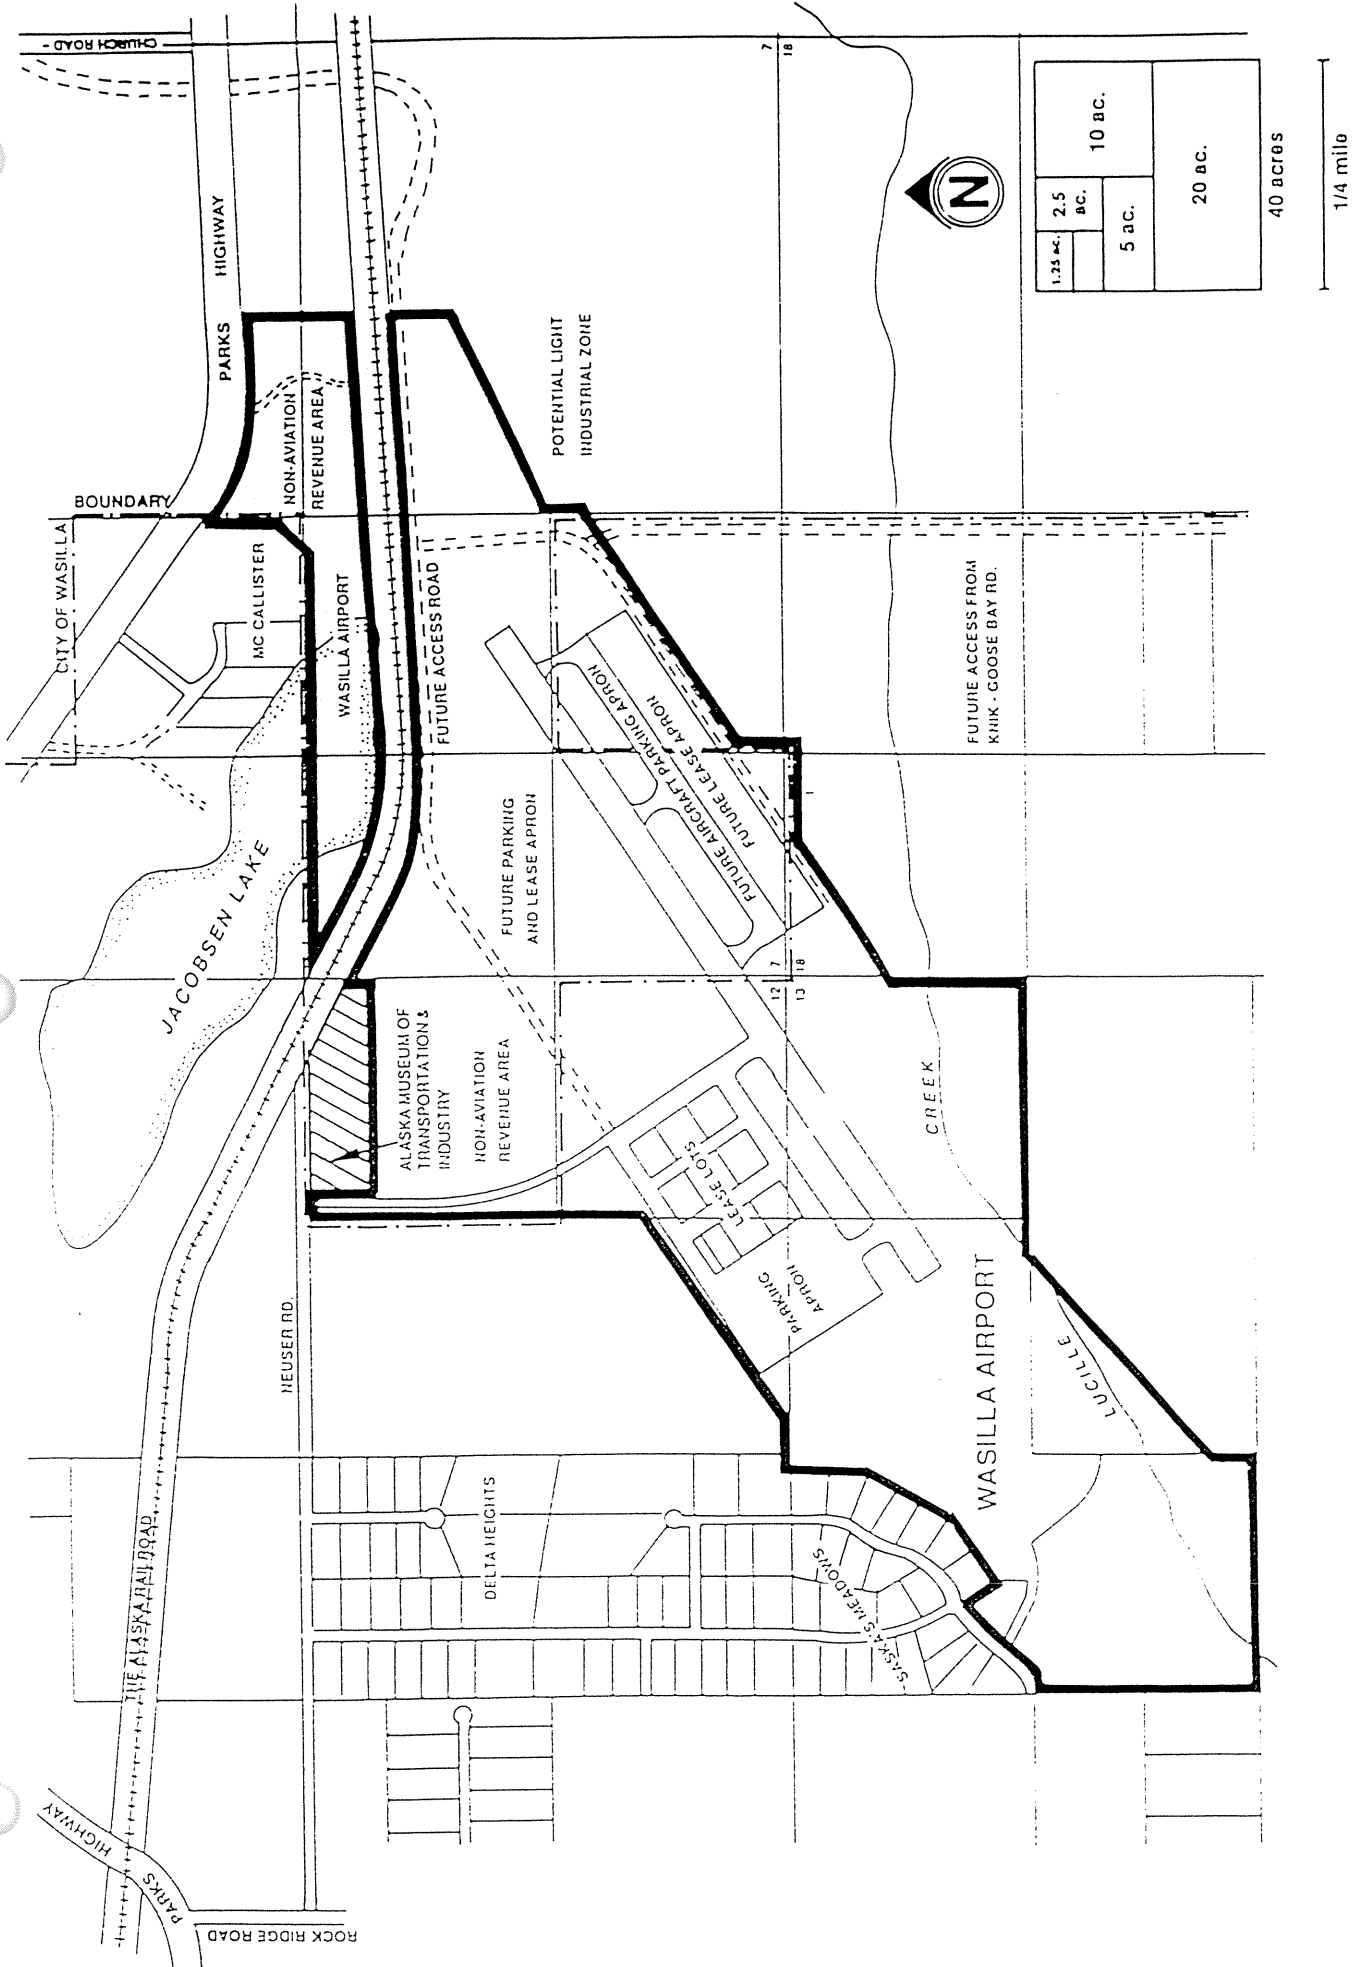 CHURCH ROAD -
PARKS HIGHWAY
7
18
10 ac.
2.5
ac.
1.25 ac.
5 ac.
20 ac.
40 acres
1/4 mile
N
NON-AVIATION
REVENUE AREA
POTENTIAL LIGHT
INDUSTRIAL ZONE
BOUNDARY
CITY OF WASILLA
MC CALLISTER
WASILLA AIRPORT
FUTURE ACCESS ROAD
FUTURE ACCESS FROM
KNIK - GOOSE BAY RD.
FUTURE AIRCRAFT PARKING APRON
FUTURE LEASE APRON
FUTURE PARKING
AND LEASE APRON
JACOBSEN LAKE
12
7
13
18
ALASKA MUSEUM OF
TRANSPORTATION &
INDUSTRY
NON-AVIATION
REVENUE AREA
LEASE LOTS
PARKING
APRON
LUCILLE CREEK
WASILLA AIRPORT
NEUSER RD.
THE ALASKA RAILROAD
DELTA HEIGHTS
SASKA'S MEADOWS
PARKS HIGHWAY
ROCK RIDGE ROAD